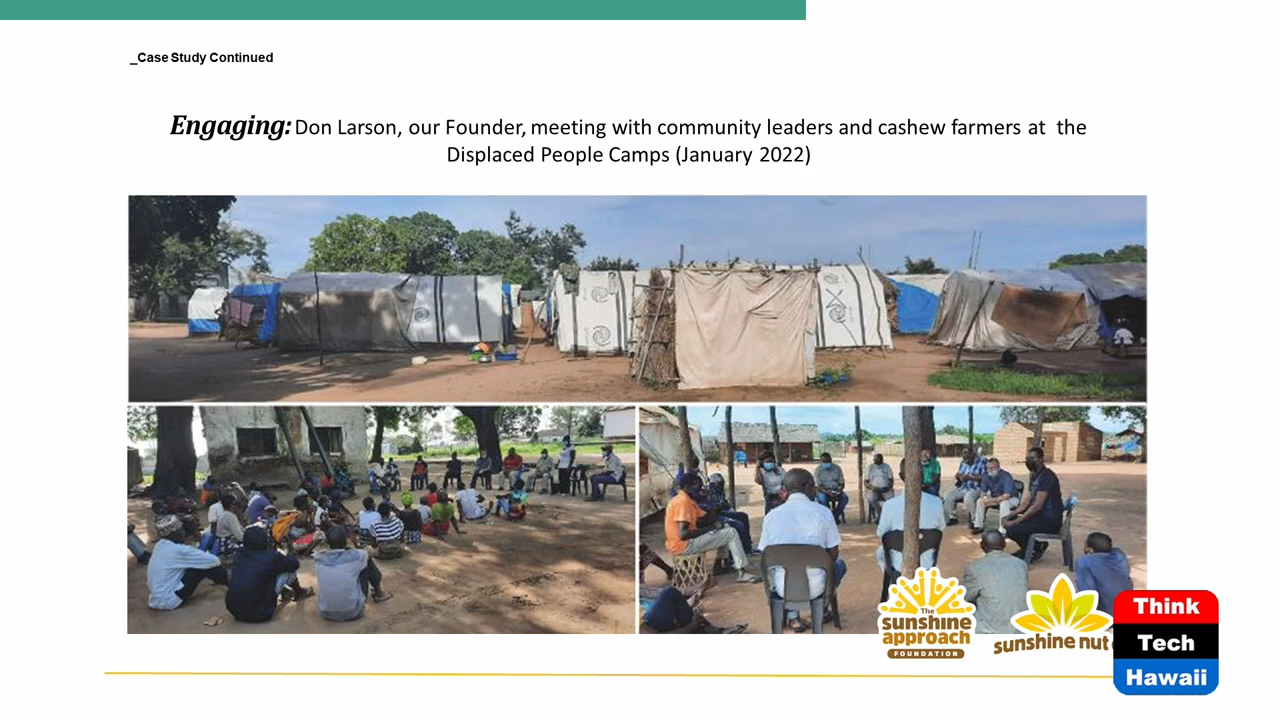 _Case Study Continued
Engaging: Don Larson, our Founder, meeting with community leaders and cashew farmers at the
Displaced People Camps (January 2022)
The
sunshine
approach
FOUNDATION
sunshine nut
Think
Tech
Hawaii